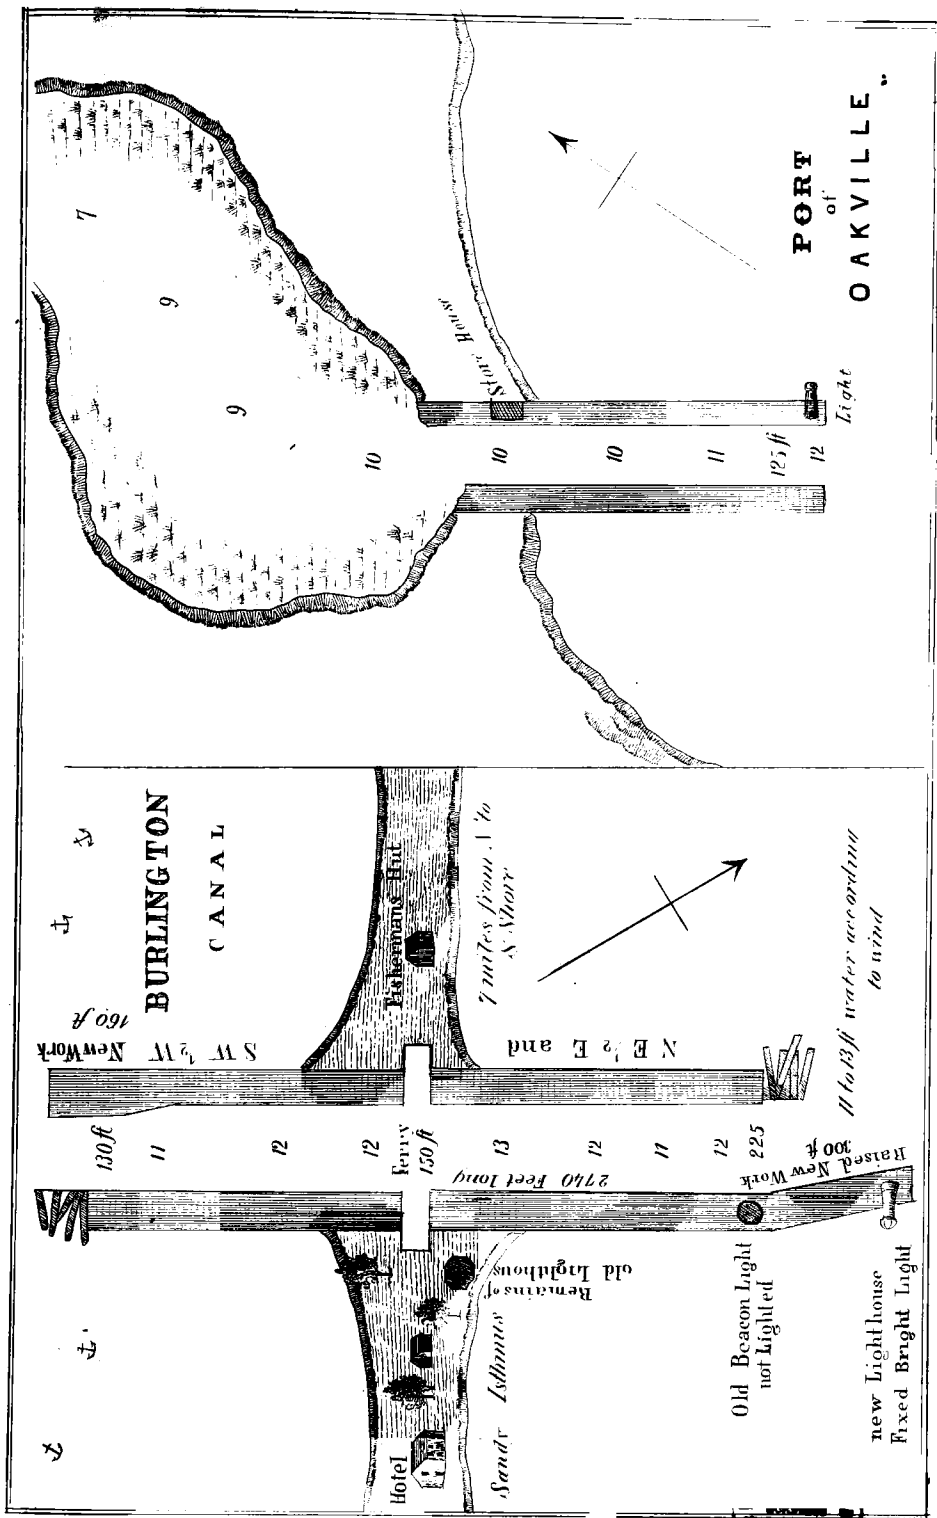 PORT
of
OAKVILLE
7
9
9
10
Store House
10
10
11
125 ft
12
Light
BURLINGTON
CANAL
Fishermans Hut
7 miles from N to
S Shore
11 to 13 ft water according
to wind
160 ft
New Work
SW ½ W
NE ½ E and
130 ft
11
12
12
Ferry
130 ft
13
12
11
12
225
2740 Feet long
Raised New Work
300 ft
Remains of
old Lighthous
Hotel
Sandy Isthmus
Old Beacon Light
not Lighted
new Lighthouse
Fixed Bright Light